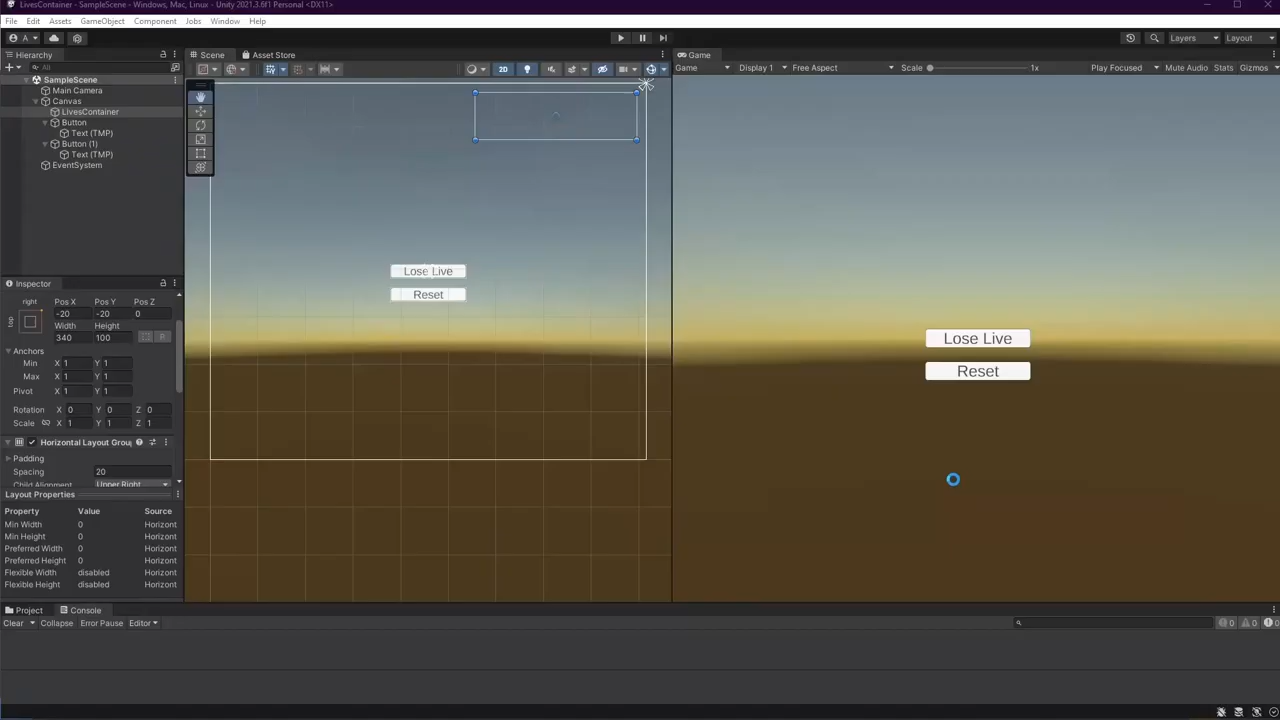 LivesContainer - SampleScene - Windows, Mac, Linux - Unity 2021.3.6f1 Personal <DX11>
File Edit Assets GameObject Component Jobs Window Help
A Layers Layout
Hierarchy Scene Asset Store Game
All Game Display 1 Free Aspect Scale 1x Play Focused Mute Audio Stats Gizmos
2D
SampleScene
Main Camera
Canvas
LivesContainer
Button
Text (TMP)
Button (1)
Text (TMP)
EventSystem
Lose Live
Reset
Lose Live
Reset
Inspector
right Pos X Pos Y Pos Z
top -20 -20 0
Width Height
340 100 R
Anchors
Min X 1 Y 1
Max X 1 Y 1
Pivot X 1 Y 1
Rotation X 0 Y 0 Z 0
Scale X 1 Y 1 Z 1
Horizontal Layout Grou
Padding
Spacing 20
Child Alignment Upper Right
Layout Properties
Property Value Source
Min Width 0 Horizont
Min Height 0 Horizont
Preferred Width 0 Horizont
Preferred Height 0 Horizont
Flexible Width disabled Horizont
Flexible Height disabled Horizont
Project Console
Clear Collapse Error Pause Editor 0 0 0